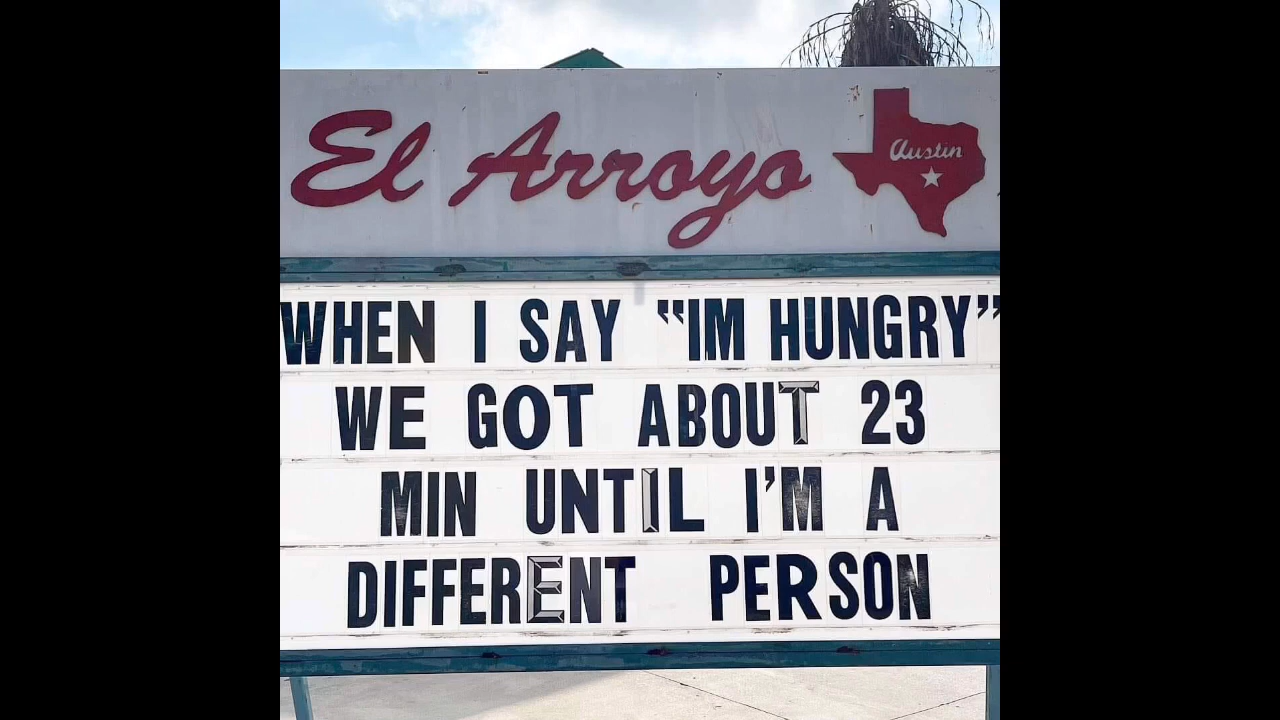 El Arroyo
Austin
WHEN I SAY "IM HUNGRY"
WE GOT ABOUT 23
MIN UNTIL I'M A
DIFFERENT PERSON